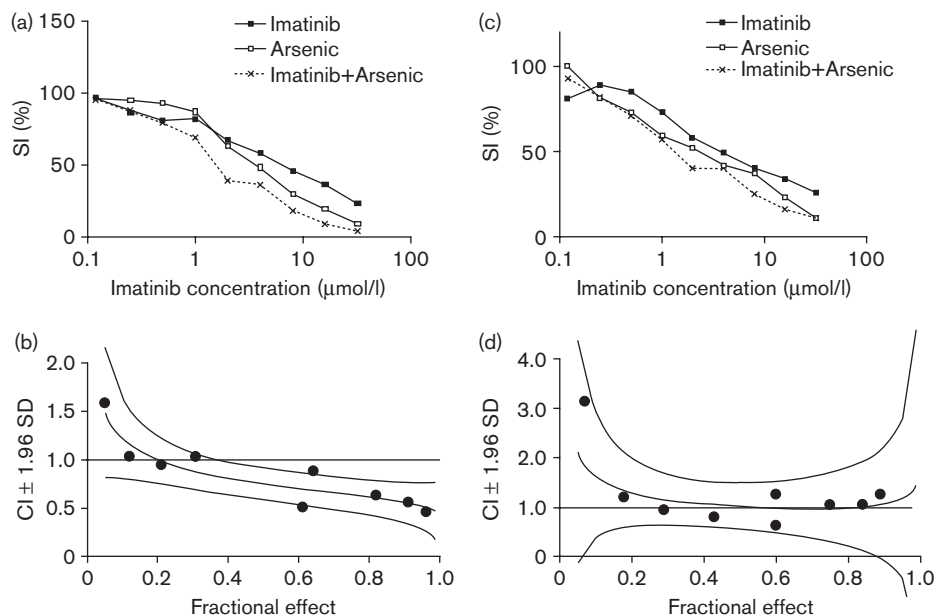 (a)
150
100
50
0
SI (%)
Imatinib
Arsenic
Imatinib+Arsenic
0.1 1 10 100
Imatinib concentration (µmol/l)
(c)
100
50
0
SI (%)
Imatinib
Arsenic
Imatinib+Arsenic
0.1 1 10 100
Imatinib concentration (µmol/l)
(b)
2.0
1.5
1.0
0.5
0
CI ± 1.96 SD
0 0.2 0.4 0.6 0.8 1.0
Fractional effect
(d)
4.0
3.0
2.0
1.0
0
CI ± 1.96 SD
0 0.2 0.4 0.6 0.8 1.0
Fractional effect